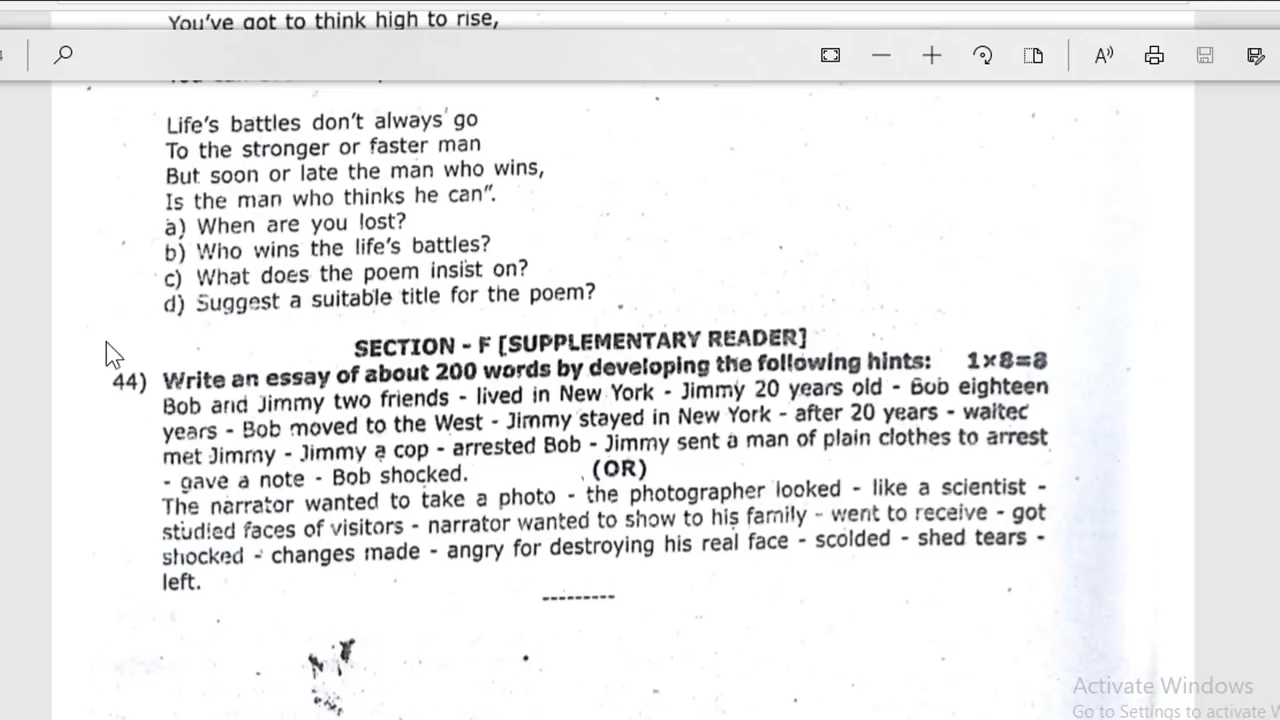 You've got to think high to rise,
Life's battles don't always go
To the stronger or faster man
But soon or late the man who wins,
Is the man who thinks he can".
a) When are you lost?
b) Who wins the life's battles?
c) What does the poem insist on?
d) Suggest a suitable title for the poem?
SECTION - F [SUPPLEMENTARY READER]
44) Write an essay of about 200 words by developing the following hints: 1x8=8
Bob and Jimmy two friends - lived in New York - Jimmy 20 years old - Bob eighteen
years - Bob moved to the West - Jimmy stayed in New York - after 20 years - waited
met Jimmy - Jimmy a cop - arrested Bob - Jimmy sent a man of plain clothes to arrest
- gave a note - Bob shocked. (OR)
The narrator wanted to take a photo - the photographer looked - like a scientist -
studied faces of visitors - narrator wanted to show to his family - went to receive - got
shocked - changes made - angry for destroying his real face - scolded - shed tears -
left.
Activate Windows
Go to Settings to activate W